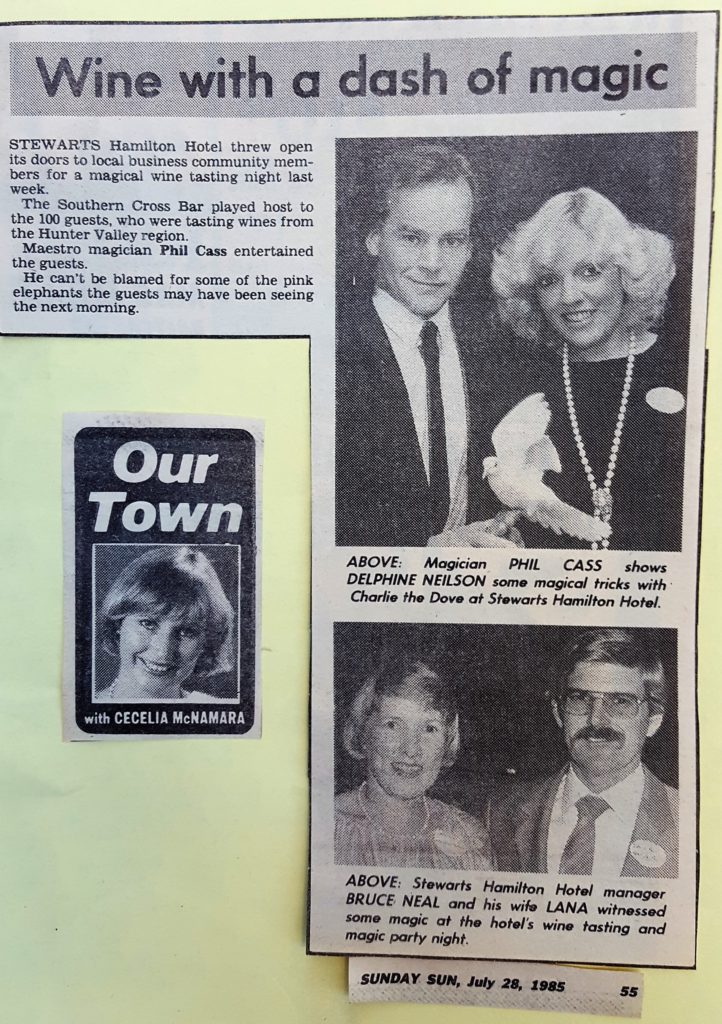 Wine with a dash of magic
STEWARTS Hamilton Hotel threw open
its doors to local business community mem-
bers for a magical wine tasting night last
week.
The Southern Cross Bar played host to
the 100 guests, who were tasting wines from
the Hunter Valley region.
Maestro magician Phil Cass entertained
the guests.
He can't be blamed for some of the pink
elephants the guests may have been seeing
the next morning.
ABOVE: Magician PHIL CASS shows
DELPHINE NEILSON some magical tricks with
Charlie the Dove at Stewarts Hamilton Hotel.
Our
Town
with CECELIA McNAMARA
ABOVE: Stewarts Hamilton Hotel manager
BRUCE NEAL and his wife LANA witnessed
some magic at the hotel's wine tasting and
magic party night.
SUNDAY SUN, July 28, 1985 55